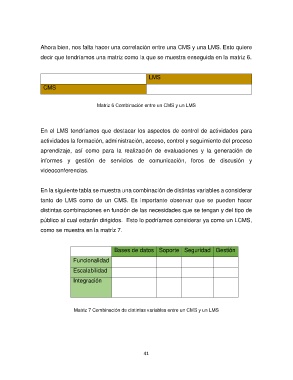 Ahora bien, nos falta hacer una correlación entre una CMS y una LMS. Esto quiere
decir que tendríamos una matriz como la que se muestra enseguida en la matriz 6.
LMS
CMS
Matriz 6 Combinación entre un CMS y un LMS
En el LMS tendríamos que destacar los aspectos de control de actividades para
actividades la formación, administración, acceso, control y seguimiento del proceso
aprendizaje, así como para la realización de evaluaciones y la generación de
informes y gestión de servicios de comunicación, foros de discusión y
videoconferencias.
En la siguiente tabla se muestra una combinación de distintas variables a considerar
tanto de LMS como de un CMS. Es importante observar que se pueden hacer
distintas combinaciones en función de las necesidades que se tengan y del tipo de
público al cual estarán dirigidos. Esto lo podríamos considerar ya como un LCMS,
como se muestra en la matriz 7.
Bases de datos Soporte Seguridad Gestión
Funcionalidad
Escalabilidad
Integración
Matriz 7 Combinación de distintas variables entre un CMS y un LMS